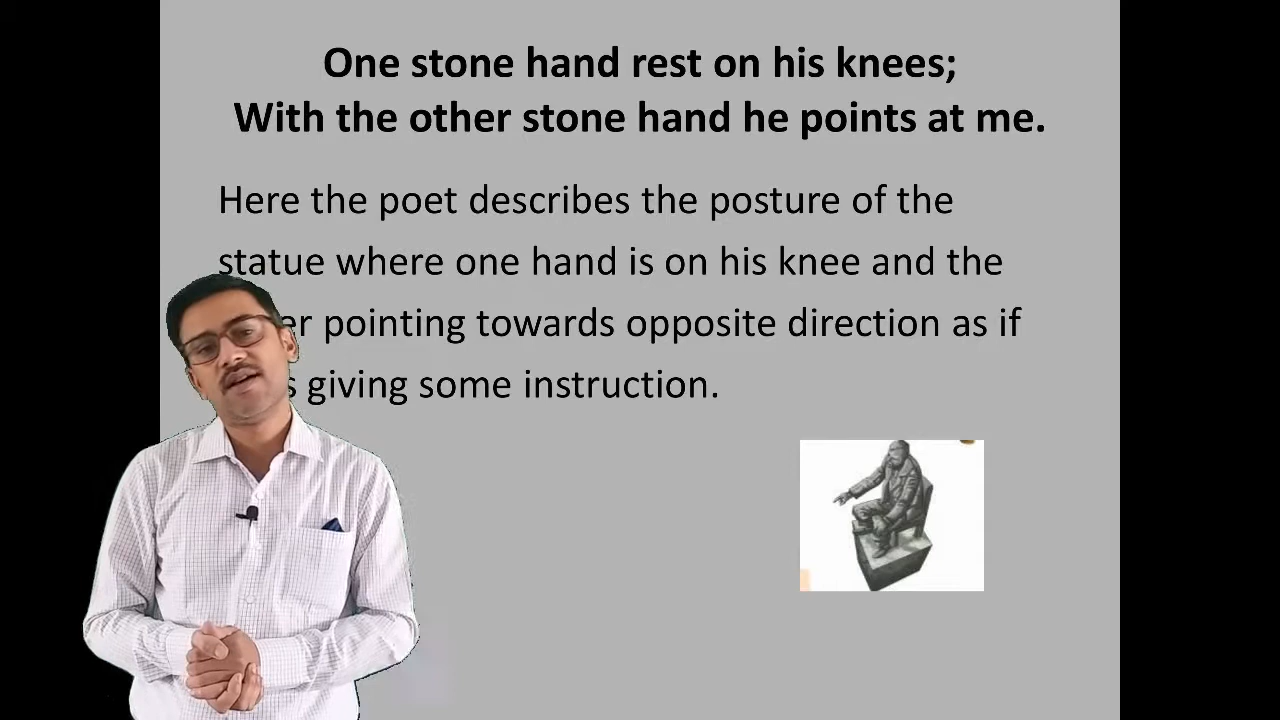 One stone hand rest on his knees;
With the other stone hand he points at me.
Here the poet describes the posture of the
statue where one hand is on his knee and the
pointing towards opposite direction as if
giving some instruction.